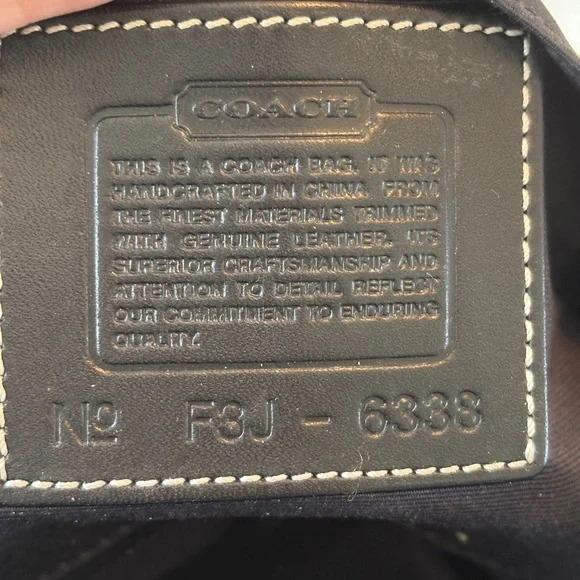 COACH
THIS IS A COACH BAG. IT WAS
HANDCRAFTED IN CHINA FROM
THE FINEST MATERIALS TRIMMED
WITH GENUINE LEATHER. ITS
SUPERIOR CRAFTSMANSHIP AND
ATTENTION TO DETAIL REFLECT
OUR COMMITMENT TO ENDURING
QUALITY.
Nº F3J - 6338